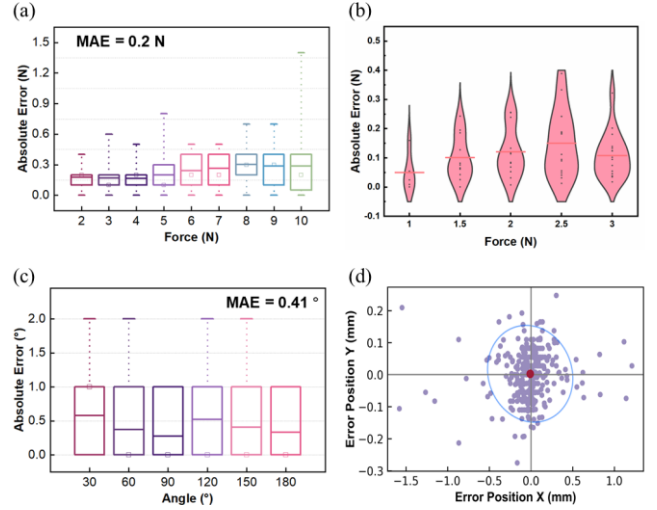 (a)
MAE = 0.2 N
Absolute Error (N)
1.5
1.2
0.9
0.6
0.3
0.0
2 3 4 5 6 7 8 9 10
Force (N)
(b)
Absolute Error (N)
0.5
0.4
0.3
0.2
0.1
0.0
-0.1
1 1.5 2 2.5 3
Force (N)
(c)
MAE = 0.41 °
Absolute Error (°)
2.0
1.5
1.0
0.5
0.0
30 60 90 120 150 180
Angle (°)
(d)
Error Position Y (mm)
0.2
0.1
0.0
−0.1
−0.2
−0.3
−1.5 −1.0 −0.5 0.0 0.5 1.0
Error Position X (mm)